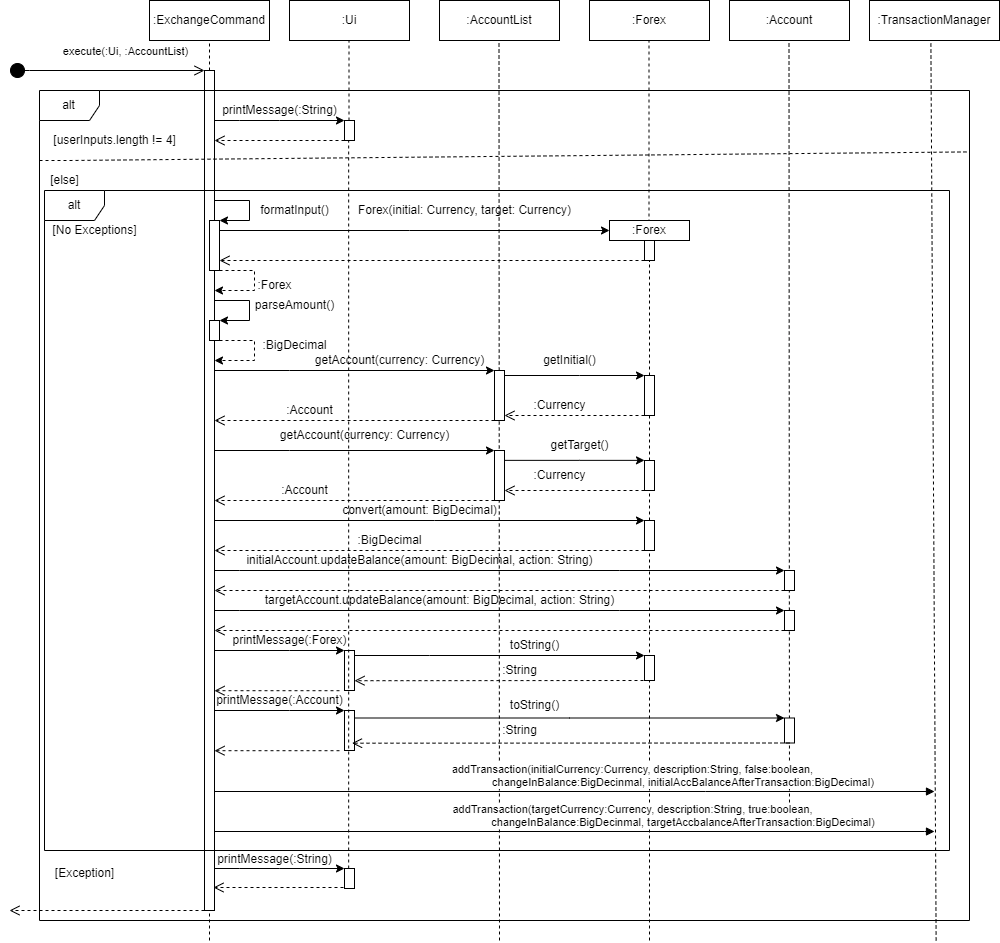 :ExchangeCommand
:Ui
:AccountList
:Forex
:Account
:TransactionManager
execute(:Ui, :AccountList)
alt
printMessage(:String)
[userInputs.length != 4]
[else]
alt
formatInput()
Forex(initial: Currency, target: Currency)
[No Exceptions]
:Forex
:Forex
parseAmount()
:BigDecimal
getAccount(currency: Currency)
getInitial()
:Currency
:Account
getAccount(currency: Currency)
getTarget()
:Currency
:Account
convert(amount: BigDecimal)
:BigDecimal
initialAccount.updateBalance(amount: BigDecimal, action: String)
targetAccount.updateBalance(amount: BigDecimal, action: String)
printMessage(:Forex)
toString()
:String
printMessage(:Account)
toString()
:String
addTransaction(initialCurrency:Currency, description:String, false:boolean,
changeInBalance:BigDecinmal, initialAccBalanceAfterTransaction:BigDecimal)
addTransaction(targetCurrency:Currency, description:String, true:boolean,
changeInBalance:BigDecinmal, targetAccbalanceAfterTransaction:BigDecimal)
printMessage(:String)
[Exception]